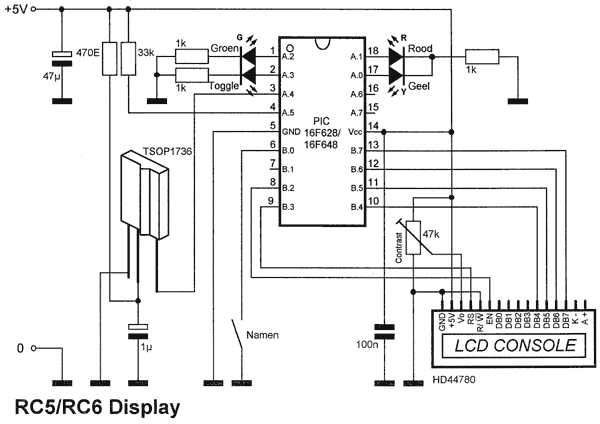 +5V
47µ
470E
33k
1k
Groen
G
1k
Toggle
TSOP1736
1 A.2
2 A.3
3 A.4
4 A.5
5 GND
6 B.0
7 B.1
8 B.2
9 B.3
PIC
16F628/
16F648
A.1 18
A.0 17
A.6 16
A.7 15
Vcc 14
B.7 13
B.6 12
B.5 11
B.4 10
R
Rood
Y
Geel
1k
Contrast
47k
Namen
100n
1µ
0
GND
+5V
Vo
RS
R/W
EN
DB0
DB1
DB2
DB3
DB4
DB5
DB6
DB7
K -
A +
LCD CONSOLE
HD44780
RC5/RC6 Display